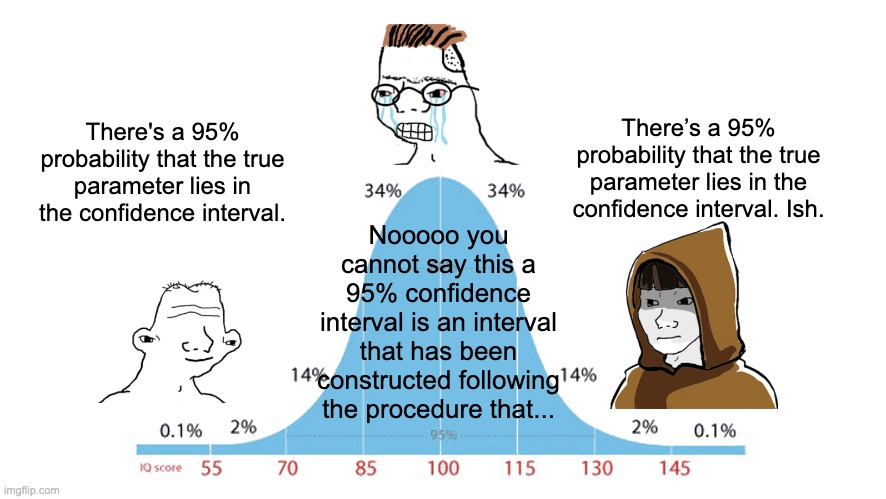 There's a 95%
probability that the true
parameter lies in
the confidence interval.
There’s a 95%
probability that the true
parameter lies in the
confidence interval. Ish.
34%
34%
Nooooo you
cannot say this a
95% confidence
interval is an interval
that has been
constructed following
the procedure that...
14%
14%
0.1%
2%
2%
0.1%
95%
IQ score
55
70
85
100
115
130
145
imgflip.com